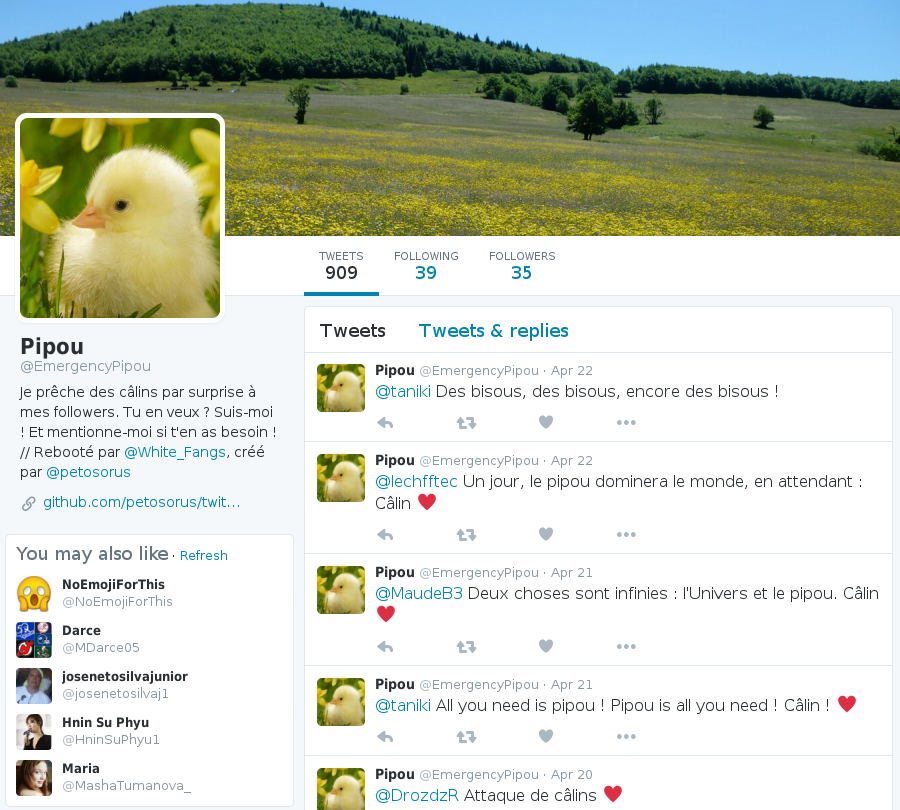 TWEETS
909
FOLLOWING
39
FOLLOWERS
35
Pipou
@EmergencyPipou
Je prêche des câlins par surprise à
mes followers. Tu en veux ? Suis-moi
! Et mentionne-moi si t'en as besoin !
// Rebooté par @White_Fangs, créé
par @petosorus
github.com/petosorus/twit...
You may also like · Refresh
NoEmojiForThis
@NoEmojiForThis
Darce
@MDarce05
josenetosilvajunior
@josenetosilvaj1
Hnin Su Phyu
@HninSuPhyu1
Maria
@MashaTumanova_
Tweets Tweets & replies
Pipou @EmergencyPipou · Apr 22
@taniki Des bisous, des bisous, encore des bisous !
Pipou @EmergencyPipou · Apr 22
@lechfftec Un jour, le pipou dominera le monde, en attendant :
Câlin ❤
Pipou @EmergencyPipou · Apr 21
@MaudeB3 Deux choses sont infinies : l'Univers et le pipou. Câlin
❤
Pipou @EmergencyPipou · Apr 21
@taniki All you need is pipou ! Pipou is all you need ! Câlin ! ❤
Pipou @EmergencyPipou · Apr 20
@DrozdzR Attaque de câlins ❤